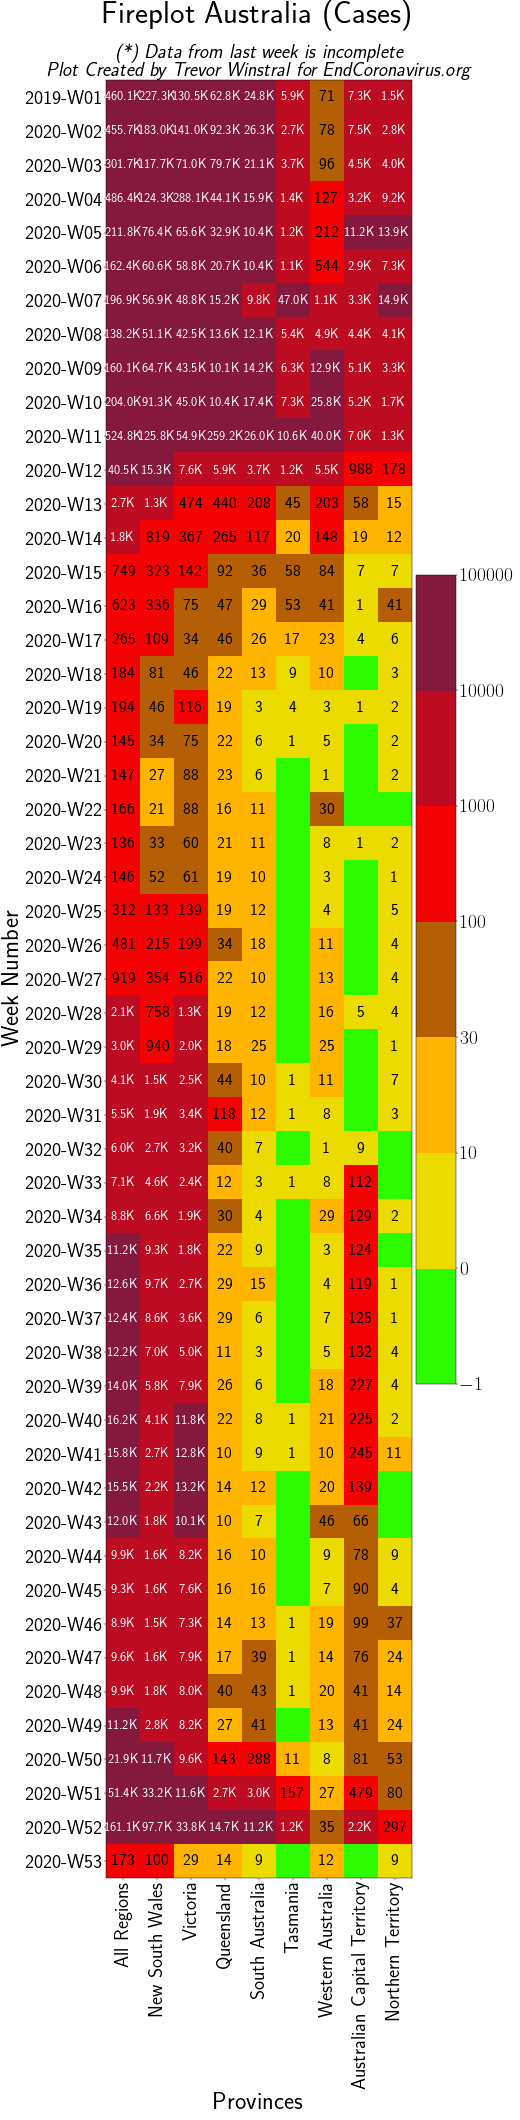 Fireplot Australia (Cases)
(*) Data from last week is incomplete
Plot Created by Trevor Winstral for EndCoronavirus.org
2019-W01 460.1K 227.3K 130.5K 62.8K 24.8K 5.9K 71 7.3K 1.5K
2020-W02 455.7K 183.0K 141.0K 92.3K 26.3K 2.7K 78 7.5K 2.8K
2020-W03 301.7K 117.7K 71.0K 79.7K 21.1K 3.7K 96 4.5K 4.0K
2020-W04 486.4K 124.3K 288.1K 44.1K 15.9K 1.4K 127 3.2K 9.2K
2020-W05 211.8K 76.4K 65.6K 32.9K 10.4K 1.2K 212 11.2K 13.9K
2020-W06 162.4K 60.6K 58.8K 20.7K 10.4K 1.1K 544 2.9K 7.3K
2020-W07 196.9K 56.9K 48.8K 15.2K 9.8K 47.0K 1.1K 3.3K 14.9K
2020-W08 138.2K 51.1K 42.5K 13.6K 12.1K 5.4K 4.9K 4.4K 4.1K
2020-W09 160.1K 64.7K 43.5K 10.1K 14.2K 6.3K 12.9K 5.1K 3.3K
2020-W10 204.0K 91.3K 45.0K 10.4K 17.4K 7.3K 25.8K 5.2K 1.7K
2020-W11 524.8K 125.8K 54.9K 259.2K 26.0K 10.6K 40.0K 7.0K 1.3K
2020-W12 40.5K 15.3K 7.6K 5.9K 3.7K 1.2K 5.5K 988 178
2020-W13 2.7K 1.3K 474 440 208 45 203 58 15
2020-W14 1.8K 819 367 265 117 20 148 19 12
2020-W15 749 323 142 92 36 58 84 7 7
2020-W16 623 336 75 47 29 53 41 1 41
2020-W17 265 109 34 46 26 17 23 4 6
2020-W18 184 81 46 22 13 9 10 3
2020-W19 194 46 116 19 3 4 3 1 2
2020-W20 145 34 75 22 6 1 5 2
2020-W21 147 27 88 23 6 1 2
2020-W22 166 21 88 16 11 30
2020-W23 136 33 60 21 11 8 1 2
2020-W24 146 52 61 19 10 3 1
2020-W25 312 133 139 19 12 4 5
2020-W26 481 215 199 34 18 11 4
2020-W27 919 354 516 22 10 13 4
2020-W28 2.1K 758 1.3K 19 12 16 5 4
2020-W29 3.0K 940 2.0K 18 25 25 1
2020-W30 4.1K 1.5K 2.5K 44 10 1 11 7
2020-W31 5.5K 1.9K 3.4K 118 12 1 8 3
2020-W32 6.0K 2.7K 3.2K 40 7 1 9
2020-W33 7.1K 4.6K 2.4K 12 3 1 8 112
2020-W34 8.8K 6.6K 1.9K 30 4 29 129 2
2020-W35 11.2K 9.3K 1.8K 22 9 3 124
2020-W36 12.6K 9.7K 2.7K 29 15 4 119 1
2020-W37 12.4K 8.6K 3.6K 29 6 7 125 1
2020-W38 12.2K 7.0K 5.0K 11 3 5 132 4
2020-W39 14.0K 5.8K 7.9K 26 6 18 227 4
2020-W40 16.2K 4.1K 11.8K 22 8 1 21 225 2
2020-W41 15.8K 2.7K 12.8K 10 9 1 10 245 11
2020-W42 15.5K 2.2K 13.2K 14 12 20 139
2020-W43 12.0K 1.8K 10.1K 10 7 46 66
2020-W44 9.9K 1.6K 8.2K 16 10 9 78 9
2020-W45 9.3K 1.6K 7.6K 16 16 7 90 4
2020-W46 8.9K 1.5K 7.3K 14 13 1 19 99 37
2020-W47 9.6K 1.6K 7.9K 17 39 1 14 76 24
2020-W48 9.9K 1.8K 8.0K 40 43 1 20 41 14
2020-W49 11.2K 2.8K 8.2K 27 41 13 41 24
2020-W50 21.9K 11.7K 9.6K 143 288 11 8 81 53
2020-W51 51.4K 33.2K 11.6K 2.7K 3.0K 157 27 479 80
2020-W52 161.1K 97.7K 33.8K 14.7K 11.2K 1.2K 35 2.2K 297
2020-W53 173 100 29 14 9 12 9
Week Number
100000
10000
1000
100
30
10
0
−1
All Regions
New South Wales
Victoria
Queensland
South Australia
Tasmania
Western Australia
Australian Capital Territory
Northern Territory
Provinces